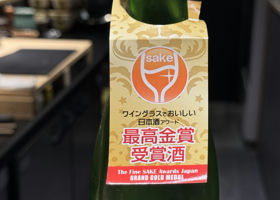 sake
ワイングラスでおいしい
日本酒アワード
最高金賞
受賞酒
The Fine SAKE Awards Japan
GRAND GOLD MEDAL